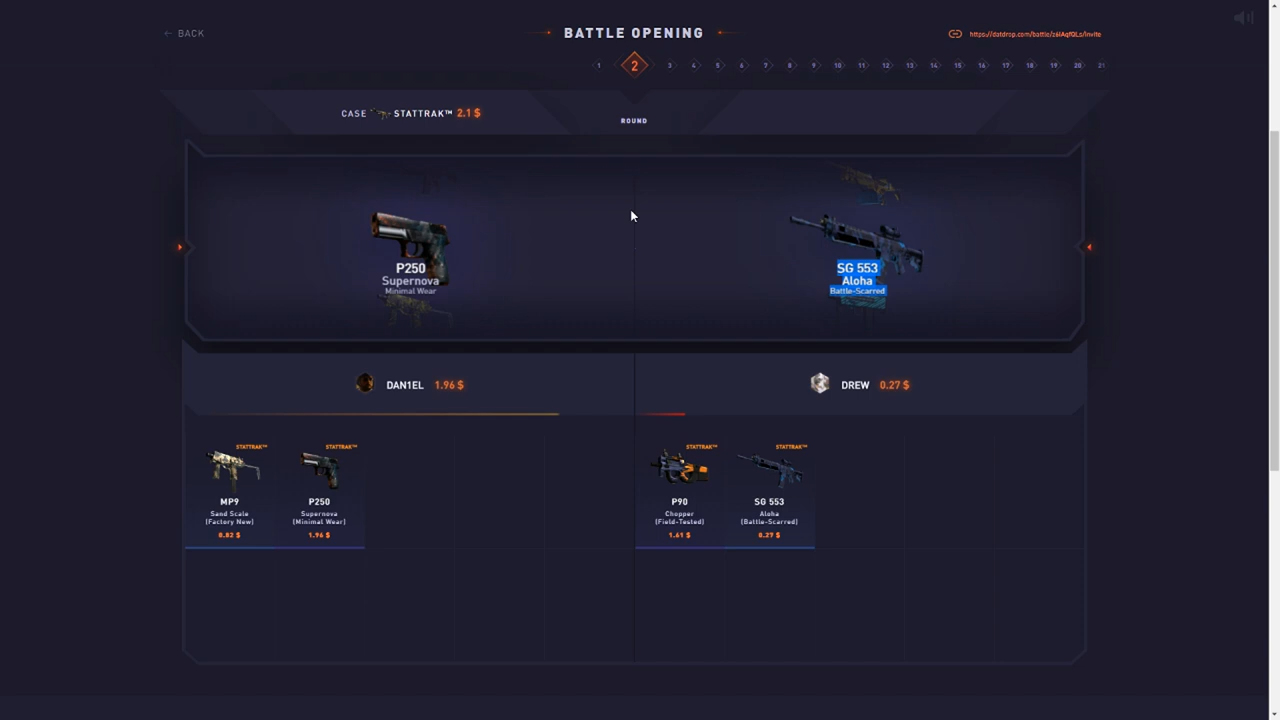 ← BACK
BATTLE OPENING
https://datdrop.com/battle/z6IAqfQLs/invite
1 2 3 4 5 6 7 8 9 10 11 12 13 14 15 16 17 18 19 20 21
CASE STATTRAK™ 2.1 $
ROUND
P250
Supernova
Minimal Wear
SG 553
Aloha
Battle-Scarred
DAN1EL 1.96 $
DREW 0.27 $
STATTRAK™
MP9
Sand Scale
(Factory New)
0.82 $
STATTRAK™
P250
Supernova
(Minimal Wear)
1.96 $
STATTRAK™
P90
Chopper
(Field-Tested)
1.61 $
STATTRAK™
SG 553
Aloha
(Battle-Scarred)
0.27 $